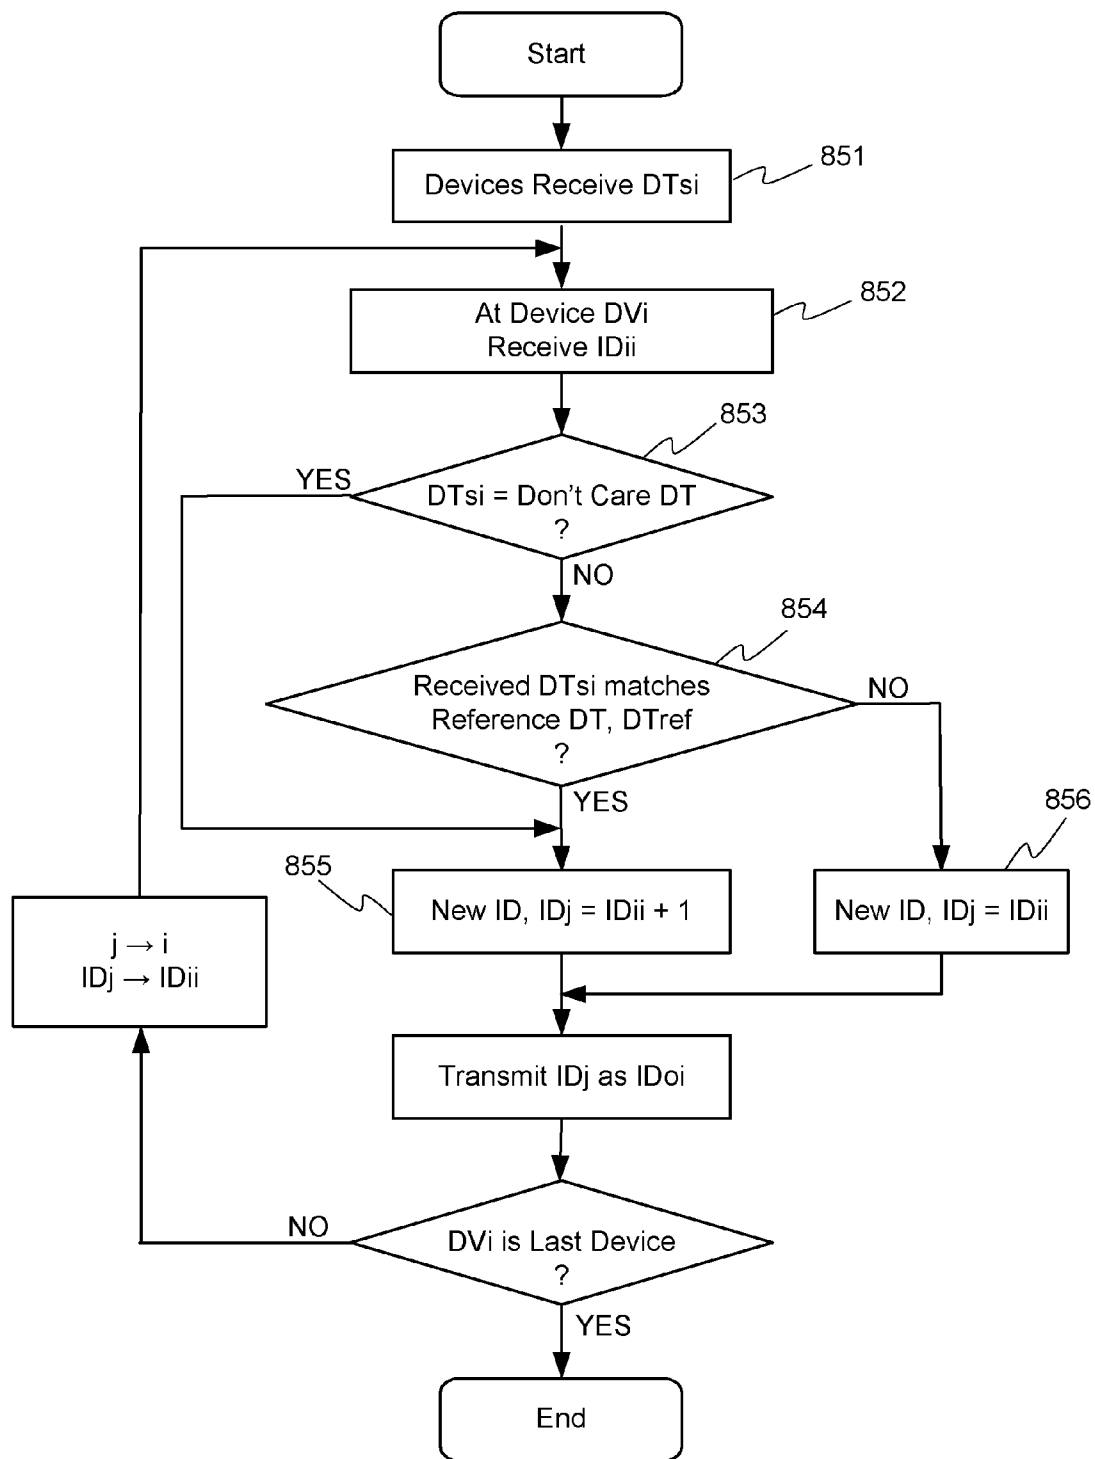 Start
851
Devices Receive DTsi
852
At Device DVi
Receive IDii
853
YES
DTsi = Don't Care DT
?
NO
854
Received DTsi matches
Reference DT, DTref
?
NO
YES
856
855
New ID, IDj = IDii + 1
New ID, IDj = IDii
j → i
IDj → IDii
Transmit IDj as IDoi
NO
DVi is Last Device
?
YES
End